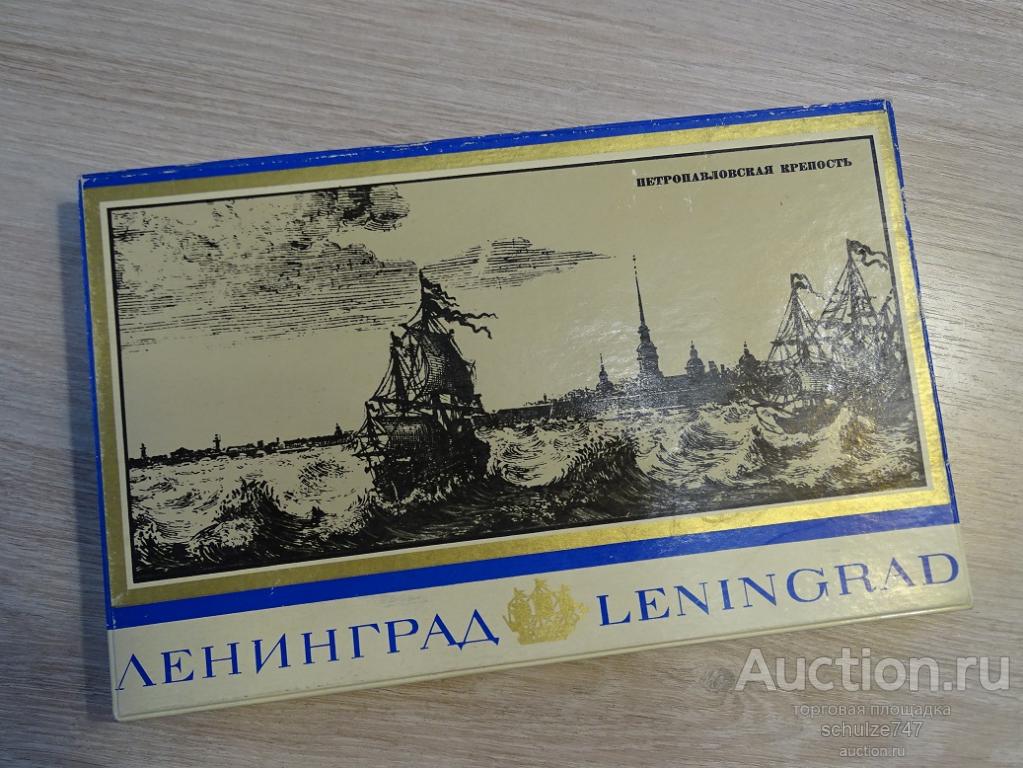 ПЕТРОПАВЛОВСКАЯ КРЕПОСТЬ
ЛЕНИНГРАД LENINGRAD
Auction.ru
торговая площадка
schulze747
auction.ru